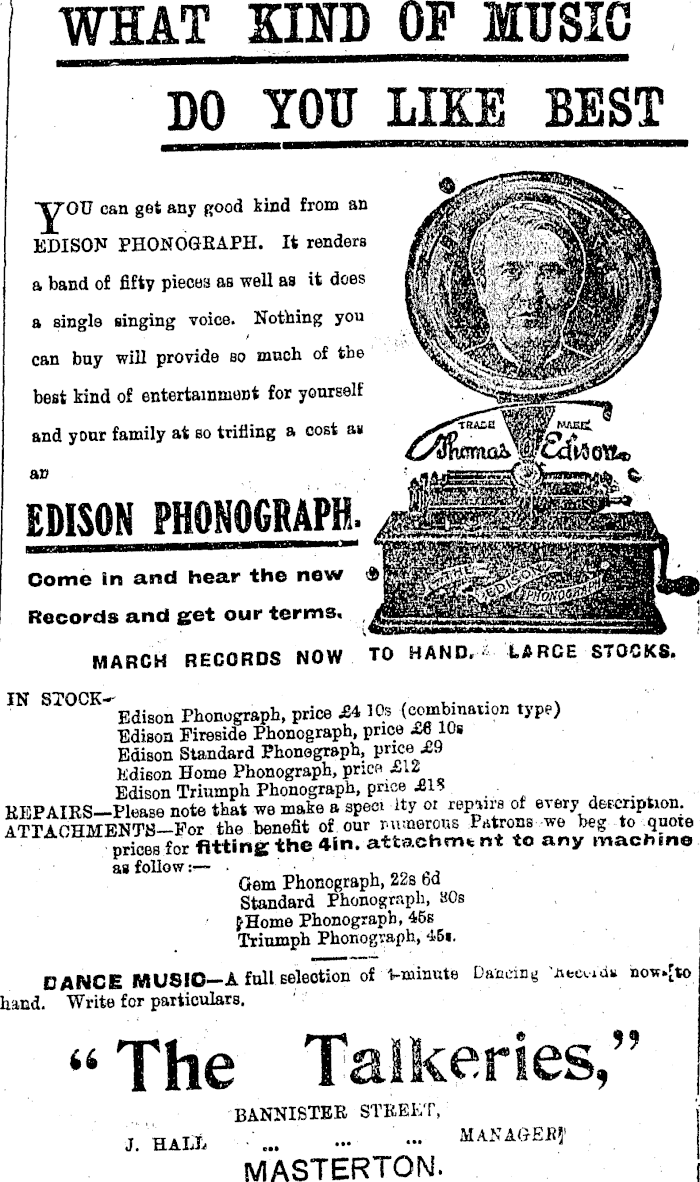 WHAT KIND OF MUSIC
DO YOU LIKE BEST
YOU can get any good kind from an
EDISON PHONOGRAPH. It renders
a band of fifty pieces as well as it does
a single singing voice. Nothing you
can buy will provide so much of the
best kind of entertainment for yourself
and your family at so trifling a cost as
an
EDISON PHONOGRAPH.
Come in and hear the new
Records and get our terms.
TRADE MARK
Thomas Edison
THE EDISON PHONOGRAPH
MARCH RECORDS NOW TO HAND. LARGE STOCKS.
IN STOCK—
Edison Phonograph, price £4 10s (combination type)
Edison Fireside Phonograph, price £6 10s
Edison Standard Phonograph, price £9
Edison Home Phonograph, price £12
Edison Triumph Phonograph, price
REPAIRS—Please note that we make a speci lty of repairs of every description.
ATTACHMENTS—For the benefit of our numerous Patrons we beg to quote
prices for fitting the 4in. attachment to any machine
as follow:—
Gem Phonograph, 22s 6d
Standard Phonograph, 30s
Home Phonograph, 45s
Triumph Phonograph, 45s.
DANCE MUSIC—A full selection of 4-minute Dancing Records now to
hand. Write for particulars.
"The Talkeries,"
BANNISTER STREET,
J. HALL ... ... ... MANAGER
MASTERTON.